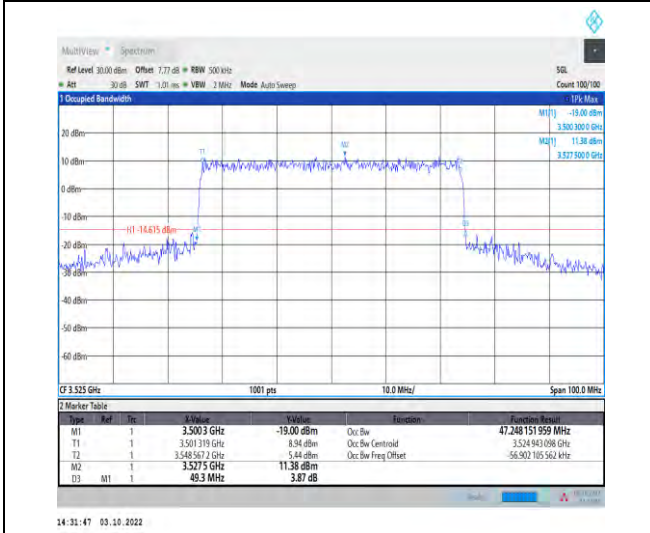 MultiView Spectrum
Ref Level 30.00 dBm Offset 7.77 dB RBW 500 kHz SGL
Att 30 dB SWT 1.01 ms VBW 2 MHz Mode Auto Sweep Count 100/100
1 Occupied Bandwidth 1Pk Max
M1[1] -19.00 dBm
3.500 300 0 GHz
M2[1] 11.38 dBm
3.527 500 0 GHz
20 dBm
M2
T1
10 dBm
0 dBm
-10 dBm
H1 -14.615 dBm
-20 dBm
-30 dBm
-40 dBm
-50 dBm
-60 dBm
CF 3.525 GHz 1001 pts 10.0 MHz/ Span 100.0 MHz
2 Marker Table
Type Ref Trc X-Value Y-Value Function Function Result
M1 1 3.5003 GHz -19.00 dBm Occ Bw 47.248 151 959 MHz
T1 1 3.501 319 GHz 8.94 dBm Occ Bw Centroid 3.524 943 098 GHz
T2 1 3.548 567 2 GHz 5.44 dBm Occ Bw Freq Offset -56.902 105 562 kHz
M2 1 3.527 5 GHz 11.38 dBm
D3 M1 1 49.3 MHz 3.87 dB
14:31:47 03.10.2022